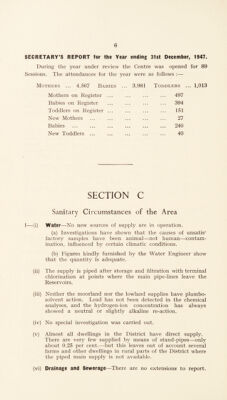 6
SECRETARY'S REPORT for the Year ending 31st December, 1947.
During the year under review the Centre was opened for 89
Sessions. The attendances for the year were as follows :—
MOTHERS ... 4,507 BABIES ... 3,981 TODDLERS ... 1,013
Mothers on Register ... ... ... ... 497
Babies on Register ... ... ... ... 394
Toddlers on Register ... ... ... ... 151
New Mothers ... ... ... ... ... 27
Babies ... ... ... ... ... 240
New Toddlers ... ... ... ... ... 40
SECTION C
Sanitary Circumstances of the Area
1—(i) Water—No new sources of supply are in operation.
(a) Investigations have shown that the causes of unsatis-
factory samples have been animal—not human—contam-
ination, influenced by certain climatic conditions.
(b) Figures kindly furnished by the Water Engineer show
that the quantity is adequate.
(ii) The supply is piped after storage and filtration with terminal
chlorination at points where the main pipe-lines leave the
Reservoirs.
(iii) Neither the moorland nor the lowland supplies have plumbo-
solvent action. Lead has not been detected in the chemical
analyses, and the hydrogen-ion concentration has always
showed a neutral or slightly alkaline re-action.
(iv) No special investigation was carried out.
(v) Almost all dwellings in the District have direct supply.
There are very few supplied by means of stand-pipes—only
about 0.25 per cent.—but this leaves out of account several
farms and other dwellings in rural parts of the District where
the piped main supply is not available.
(vi) Drainage and Sewerage—There are no extensions to report.